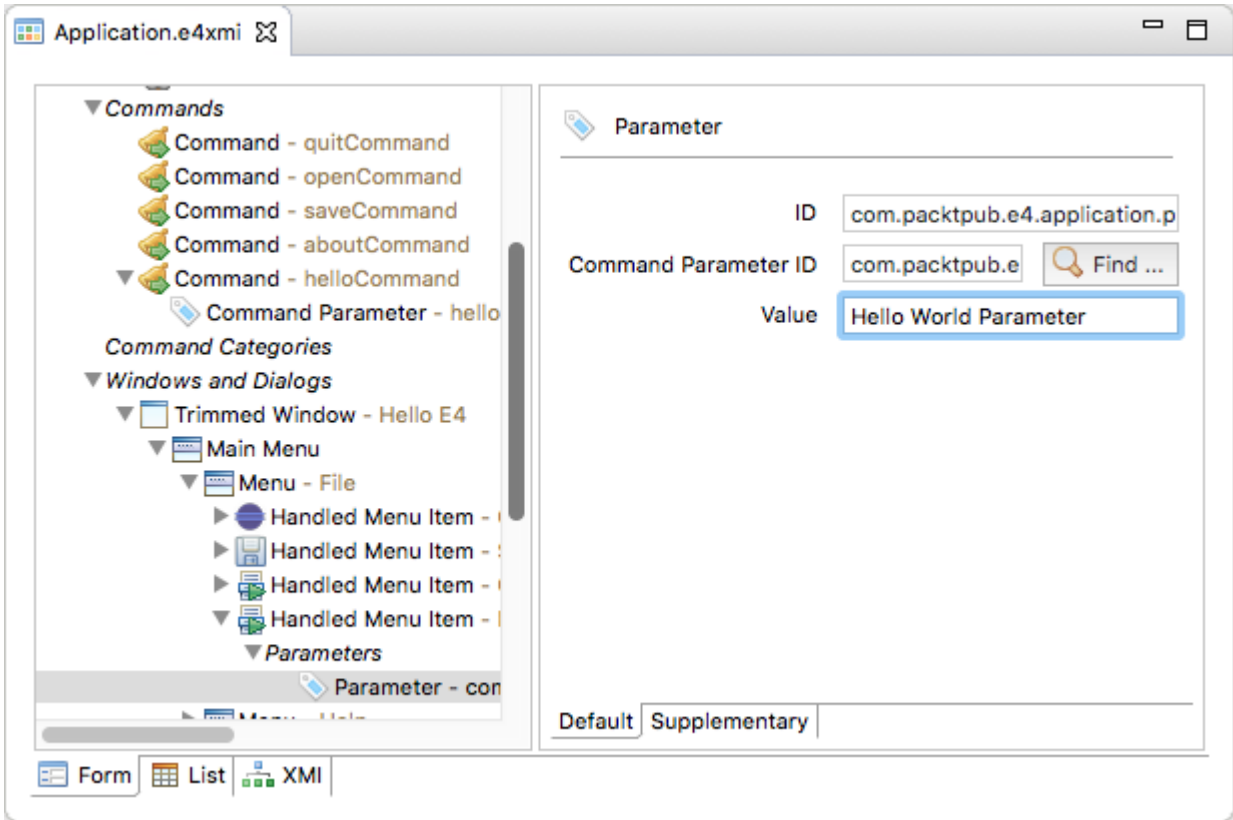 Application.e4xmi
Commands
Command - quitCommand
Command - openCommand
Command - saveCommand
Command - aboutCommand
Command - helloCommand
Command Parameter - hello
Command Categories
Windows and Dialogs
Trimmed Window - Hello E4
Main Menu
Menu - File
Handled Menu Item -
Handled Menu Item -
Handled Menu Item -
Handled Menu Item -
Parameters
Parameter - con
Parameter
ID com.packtpub.e4.application.p
Command Parameter ID com.packtpub.e Find ...
Value Hello World Parameter
Default Supplementary
Form List XMI